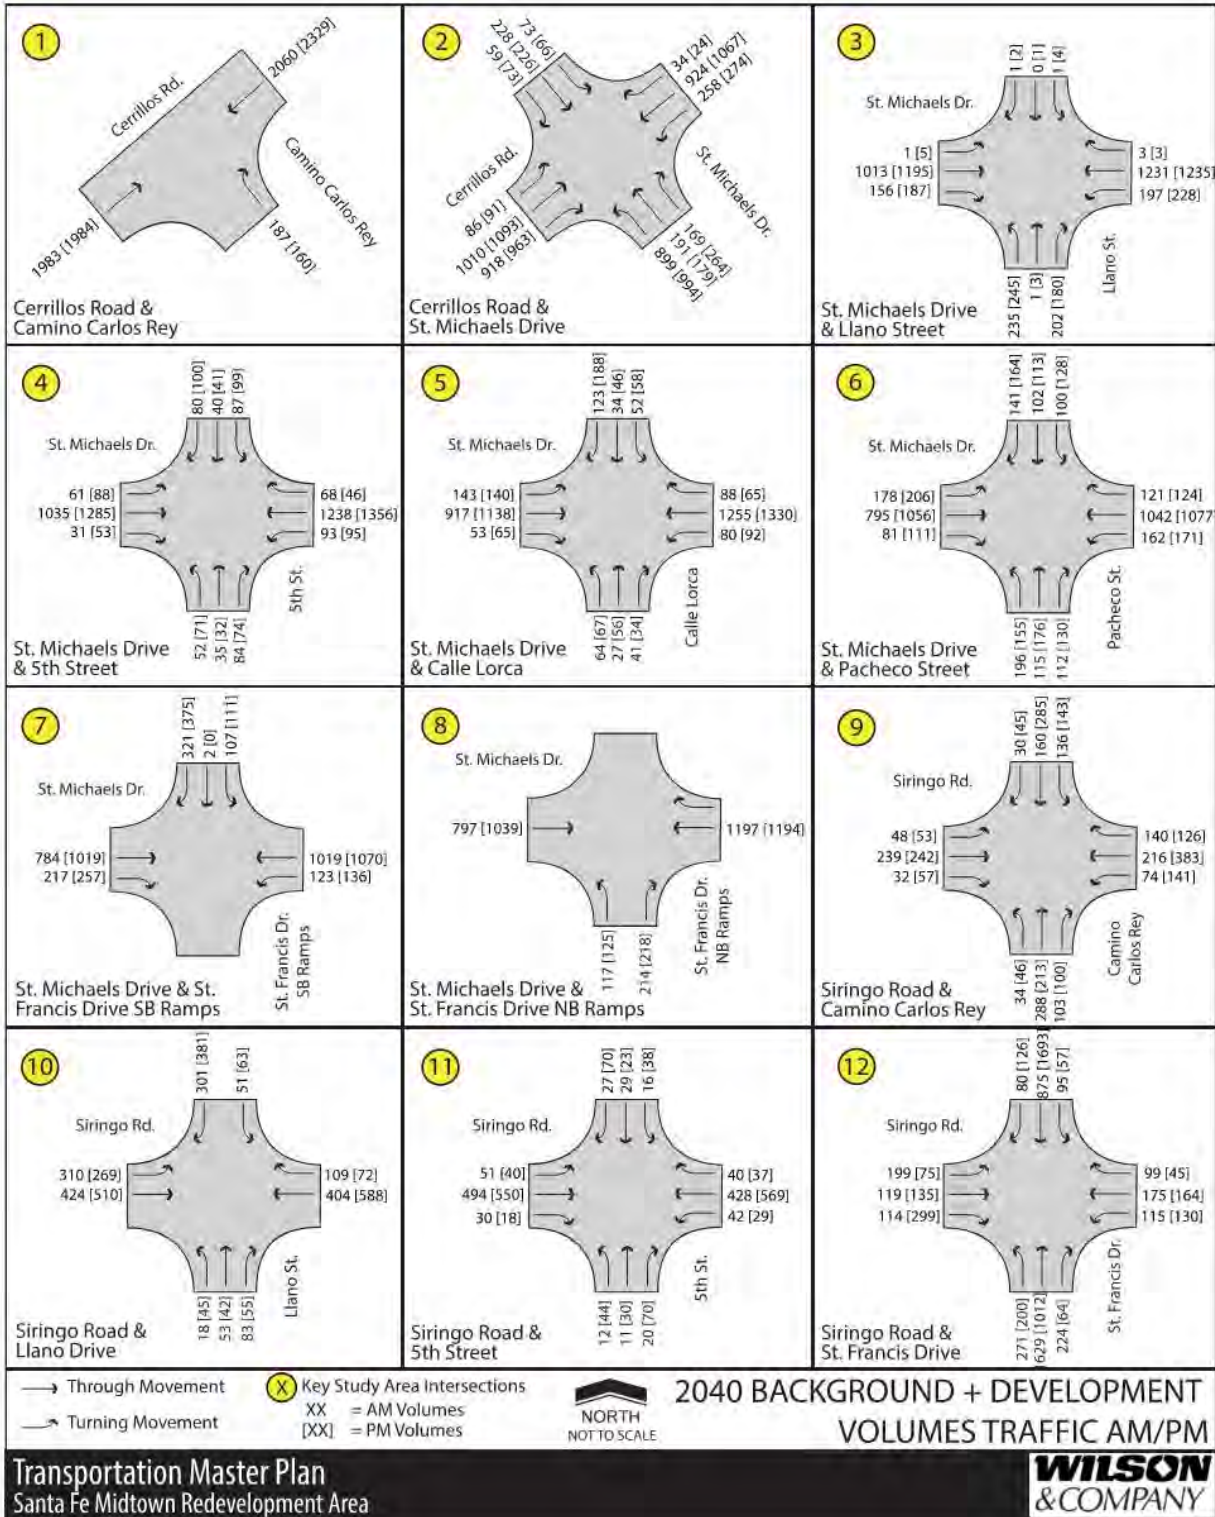 1
2060 [2329]
Cerrillos Rd.
Camino Carlos Rey
1983 [1984]
187 [160]
Cerrillos Road &
Camino Carlos Rey
2
73 [66]
228 [226]
59 [73]
34 [24]
924 [1067]
258 [274]
Cerrillos Rd.
St. Michaels Dr.
86 [91]
1010 [1093]
918 [963]
169 [264]
191 [179]
899 [994]
Cerrillos Road &
St. Michaels Drive
3
1 [2]
0 [1]
1 [4]
St. Michaels Dr.
1 [5]
1013 [1195]
156 [187]
3 [3]
1231 [1235]
197 [228]
Llano St.
235 [245]
1 [3]
202 [180]
St. Michaels Drive
& Llano Street
4
80 [100]
40 [41]
87 [99]
St. Michaels Dr.
61 [88]
1035 [1285]
31 [53]
68 [46]
1238 [1356]
93 [95]
5th St.
52 [71]
35 [32]
84 [74]
St. Michaels Drive
& 5th Street
5
123 [188]
34 [46]
52 [58]
St. Michaels Dr.
143 [140]
917 [1138]
53 [65]
88 [65]
1255 [1330]
80 [92]
Calle Lorca
64 [67]
27 [56]
41 [34]
St. Michaels Drive
& Calle Lorca
6
141 [164]
102 [113]
100 [128]
St. Michaels Dr.
178 [206]
795 [1056]
81 [111]
121 [124]
1042 [1077]
162 [171]
Pacheco St.
196 [155]
115 [176]
112 [130]
St. Michaels Drive
& Pacheco Street
7
321 [375]
2 [0]
107 [111]
St. Michaels Dr.
784 [1019]
217 [257]
1019 [1070]
123 [136]
St. Francis Dr.
SB Ramps
St. Michaels Drive & St.
Francis Drive SB Ramps
8
St. Michaels Dr.
797 [1039]
1197 [1194]
St. Francis Dr.
NB Ramps
117 [125]
214 [218]
St. Michaels Drive &
St. Francis Drive NB Ramps
9
30 [45]
160 [285]
136 [143]
Siringo Rd.
48 [53]
239 [242]
32 [57]
140 [126]
216 [383]
74 [141]
Camino
Carlos Rey
34 [46]
288 [213]
103 [100]
Siringo Road &
Camino Carlos Rey
10
301 [381]
51 [63]
Siringo Rd.
310 [269]
424 [510]
109 [72]
404 [588]
Llano St.
18 [45]
53 [42]
83 [55]
Siringo Road &
Llano Drive
11
27 [70]
29 [23]
16 [38]
Siringo Rd.
51 [40]
494 [550]
30 [18]
40 [37]
428 [569]
42 [29]
5th St.
12 [44]
11 [30]
20 [70]
Siringo Road &
5th Street
12
80 [126]
875 [1693]
95 [57]
Siringo Rd.
199 [75]
119 [135]
114 [299]
99 [45]
175 [164]
115 [130]
St. Francis Dr.
271 [200]
629 [1012]
224 [64]
Siringo Road &
St. Francis Drive
Through Movement
Turning Movement
X Key Study Area Intersections
XX = AM Volumes
[XX] = PM Volumes
NORTH
NOT TO SCALE
2040 BACKGROUND + DEVELOPMENT
VOLUMES TRAFFIC AM/PM
Transportation Master Plan
Santa Fe Midtown Redevelopment Area
WILSON
&COMPANY